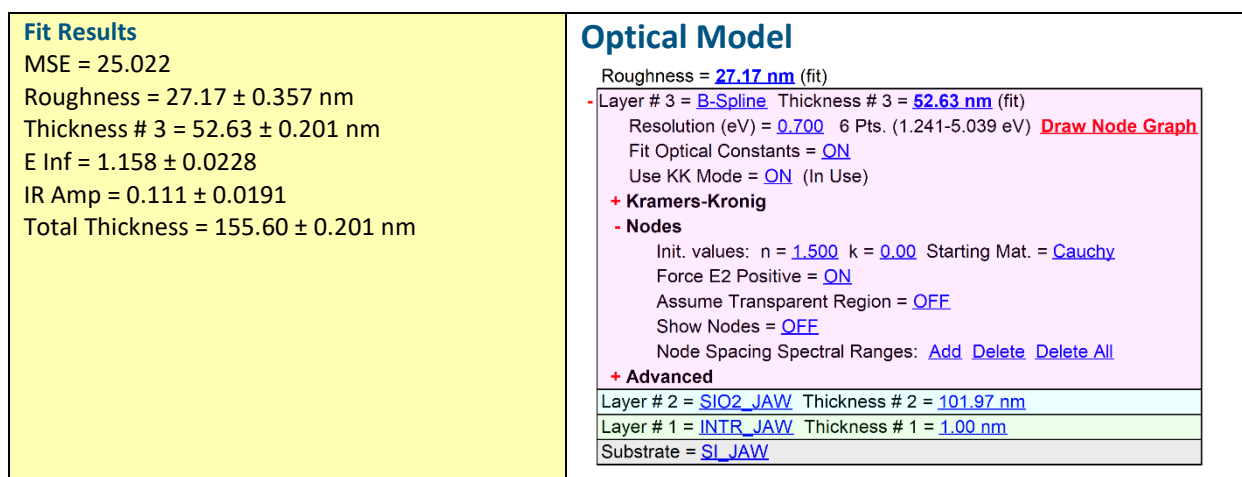 Fit Results
MSE = 25.022
Roughness = 27.17 ± 0.357 nm
Thickness # 3 = 52.63 ± 0.201 nm
E Inf = 1.158 ± 0.0228
IR Amp = 0.111 ± 0.0191
Total Thickness = 155.60 ± 0.201 nm
Optical Model
Roughness = 27.17 nm (fit)
- Layer # 3 = B-Spline Thickness # 3 = 52.63 nm (fit)
Resolution (eV) = 0.700 6 Pts. (1.241-5.039 eV) Draw Node Graph
Fit Optical Constants = ON
Use KK Mode = ON (In Use)
+ Kramers-Kronig
- Nodes
Init. values: n = 1.500 k = 0.00 Starting Mat. = Cauchy
Force E2 Positive = ON
Assume Transparent Region = OFF
Show Nodes = OFF
Node Spacing Spectral Ranges: Add Delete Delete All
+ Advanced
Layer # 2 = SIO2_JAW Thickness # 2 = 101.97 nm
Layer # 1 = INTR_JAW Thickness # 1 = 1.00 nm
Substrate = SI_JAW